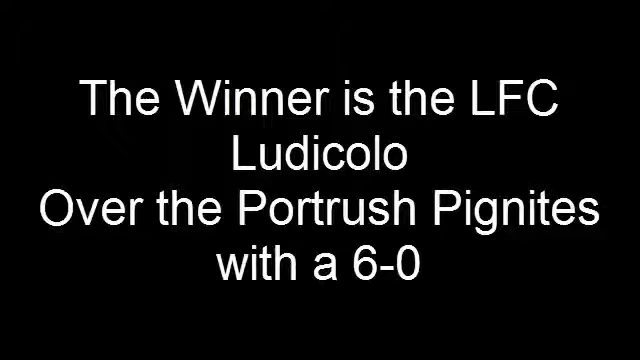 The Winner is the LFC
Ludicolo
Over the Portrush Pignites
with a 6-0